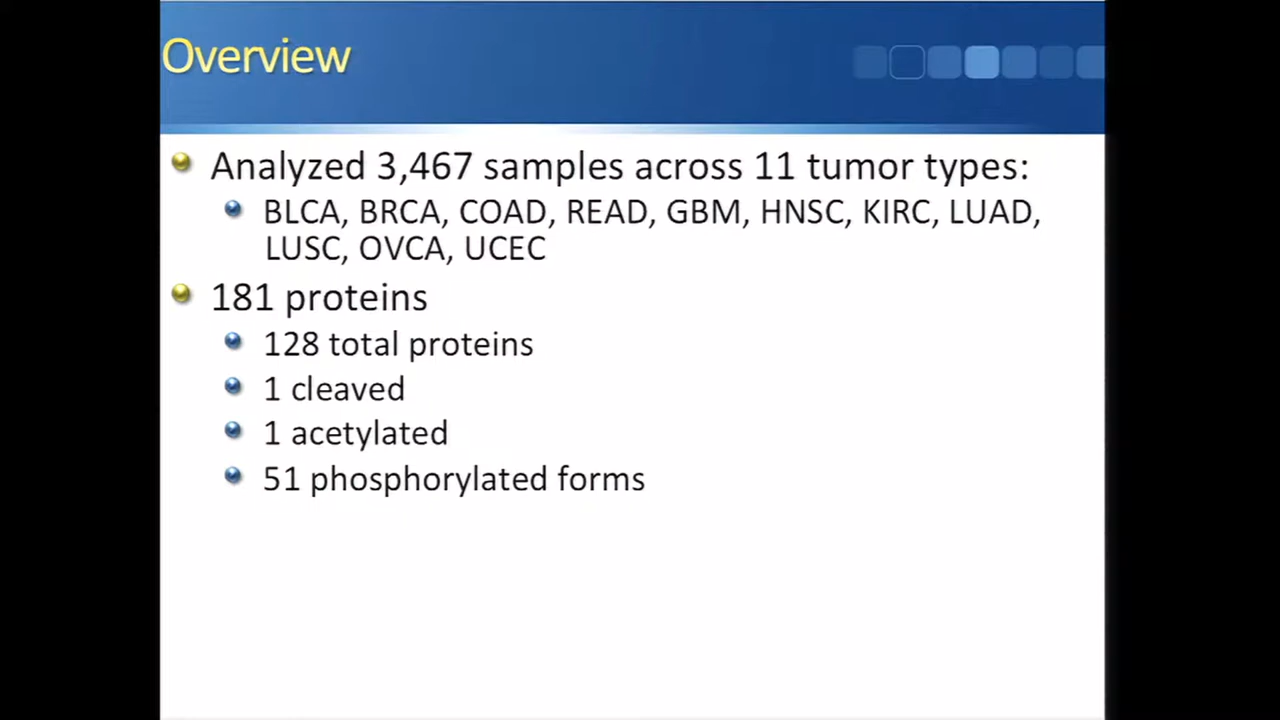 Overview
Analyzed 3,467 samples across 11 tumor types:
BLCA, BRCA, COAD, READ, GBM, HNSC, KIRC, LUAD,
LUSC, OVCA, UCEC
181 proteins
128 total proteins
1 cleaved
1 acetylated
51 phosphorylated forms